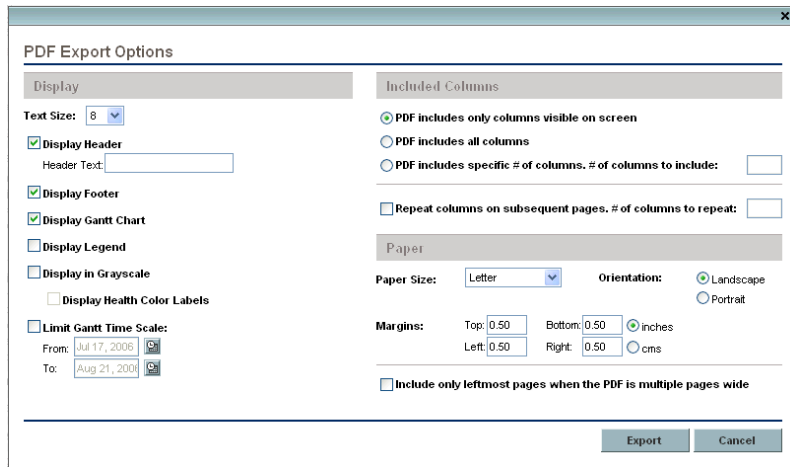 PDF Export Options
Display
Text Size: 8
Display Header
Header Text:
Display Footer
Display Gantt Chart
Display Legend
Display in Grayscale
Display Health Color Labels
Limit Gantt Time Scale:
From: Jul 17, 2006
To: Aug 21, 2006
Included Columns
PDF includes only columns visible on screen
PDF includes all columns
PDF includes specific # of columns. # of columns to include:
Repeat columns on subsequent pages. # of columns to repeat:
Paper
Paper Size: Letter Orientation: Landscape
Portrait
Margins: Top: 0.50 Bottom: 0.50 inches
Left: 0.50 Right: 0.50 cms
Include only leftmost pages when the PDF is multiple pages wide
Export Cancel